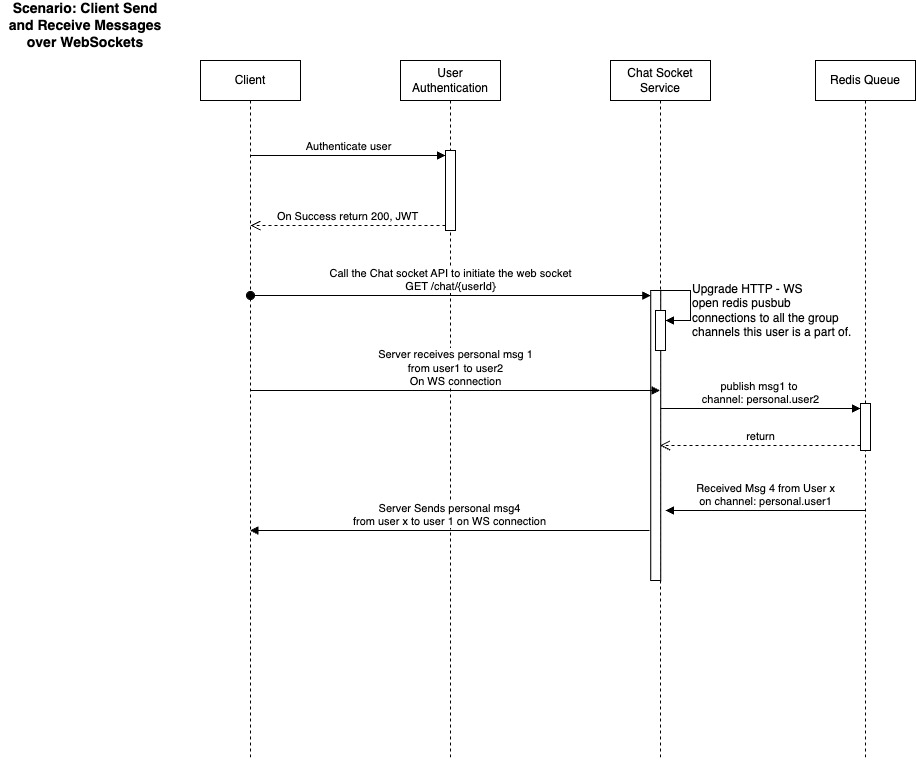 Scenario: Client Send
and Receive Messages
over WebSockets
Client
User
Authentication
Chat Socket
Service
Redis Queue
Authenticate user
On Success return 200, JWT
Call the Chat socket API to initiate the web socket
GET /chat/{userId}
Upgrade HTTP - WS
open redis pusbub
connections to all the group
channels this user is a part of.
Server receives personal msg 1
from user1 to user2
On WS connection
publish msg1 to
channel: personal.user2
return
Received Msg 4 from User x
on channel: personal.user1
Server Sends personal msg4
from user x to user 1 on WS connection